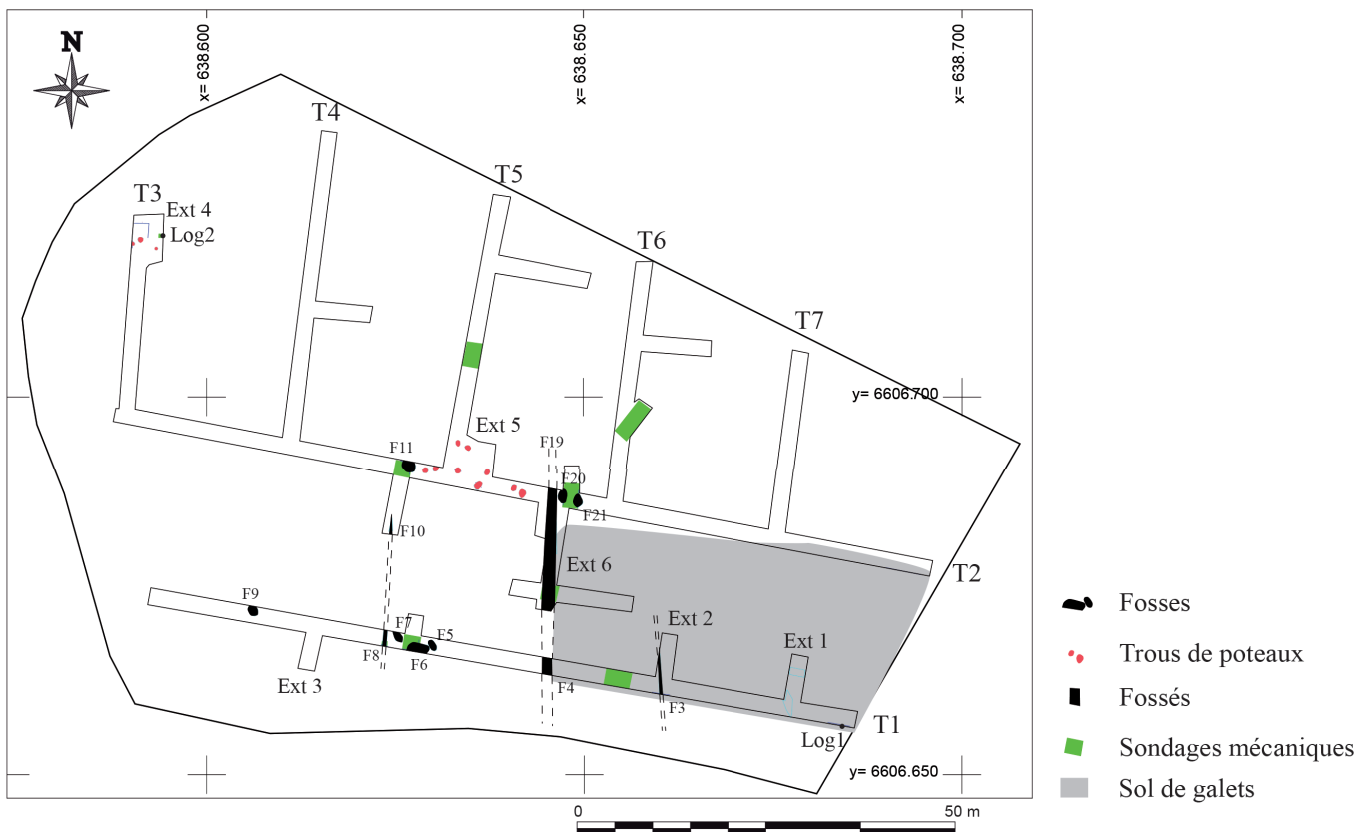 x= 638.600
x= 638.650
x= 638.700
N
T4
T5
T3
Ext 4
Log2
T6
T7
y= 6606.700
Ext 5
F19
F11
F20
F21
F10
Ext 6
T2
F9
F7
F5
F8
F6
Ext 2
Ext 1
Ext 3
F4
F3
T1
Log1
y= 6606.650
0
50 m
Fosses
Trous de poteaux
Fossés
Sondages mécaniques
Sol de galets